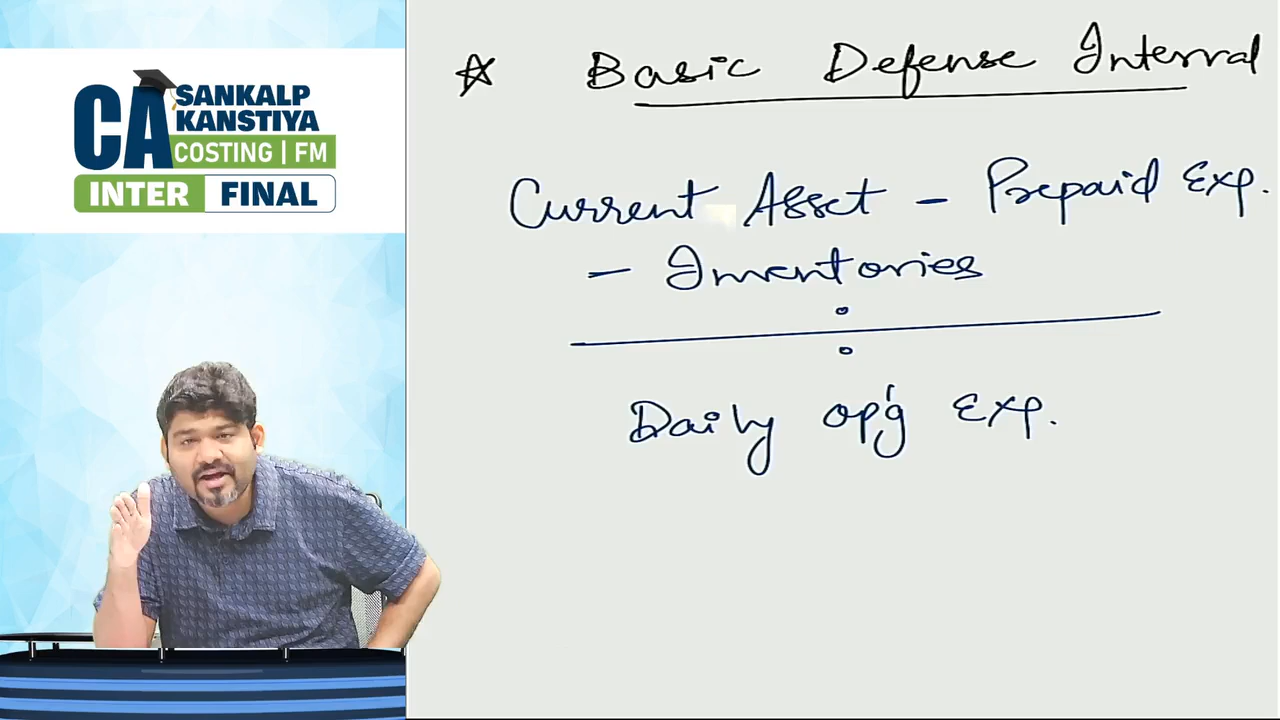 CA SANKALP KANSTIYA
COSTING | FM
INTER FINAL
☆ Basic Defense Interval
Current Asset - Prepaid Exp.
- Inventories
Daily op'g Exp.